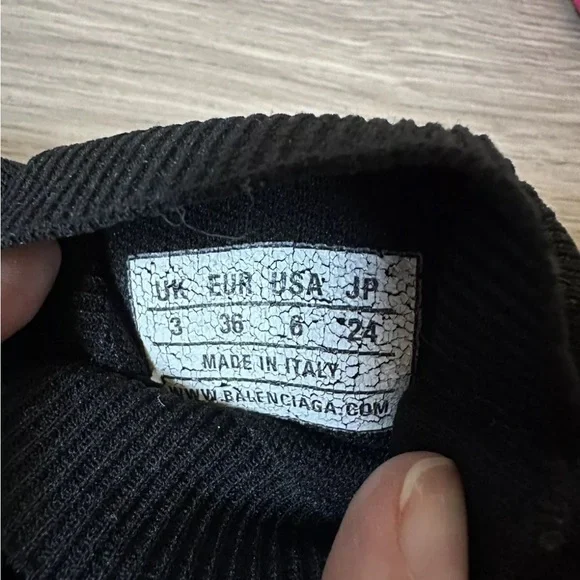 UK EUR USA JP
3 36 6 24
MADE IN ITALY
WWW.BALENCIAGA.COM